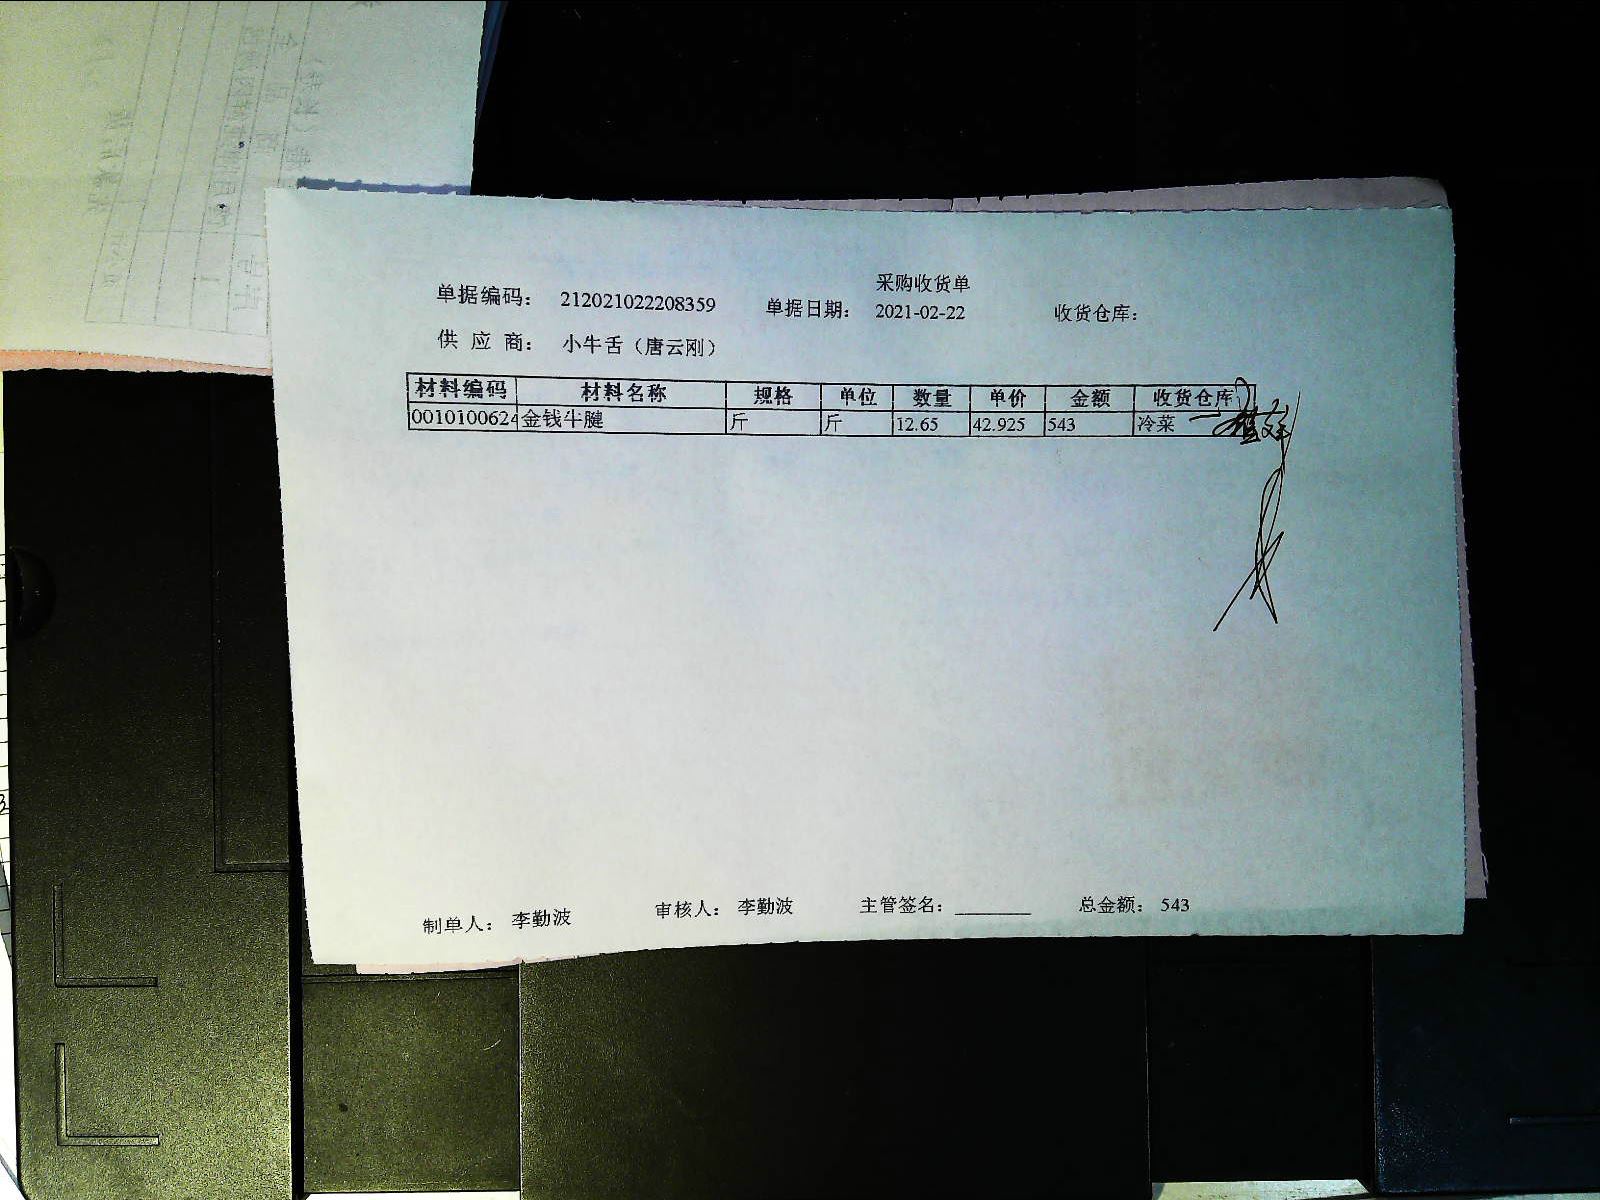 采购收货单
单据编码： 212021022208359 单据日期： 2021-02-22 收货仓库：
供 应 商： 小牛舌（唐云刚）
材料编码 材料名称 规格 单位 数量 单价 金额 收货仓库
0010100624 金钱牛腱 斤 斤 12.65 42.925 543 冷菜
制单人： 李勤波 审核人： 李勤波 主管签名： ________ 总金额： 543